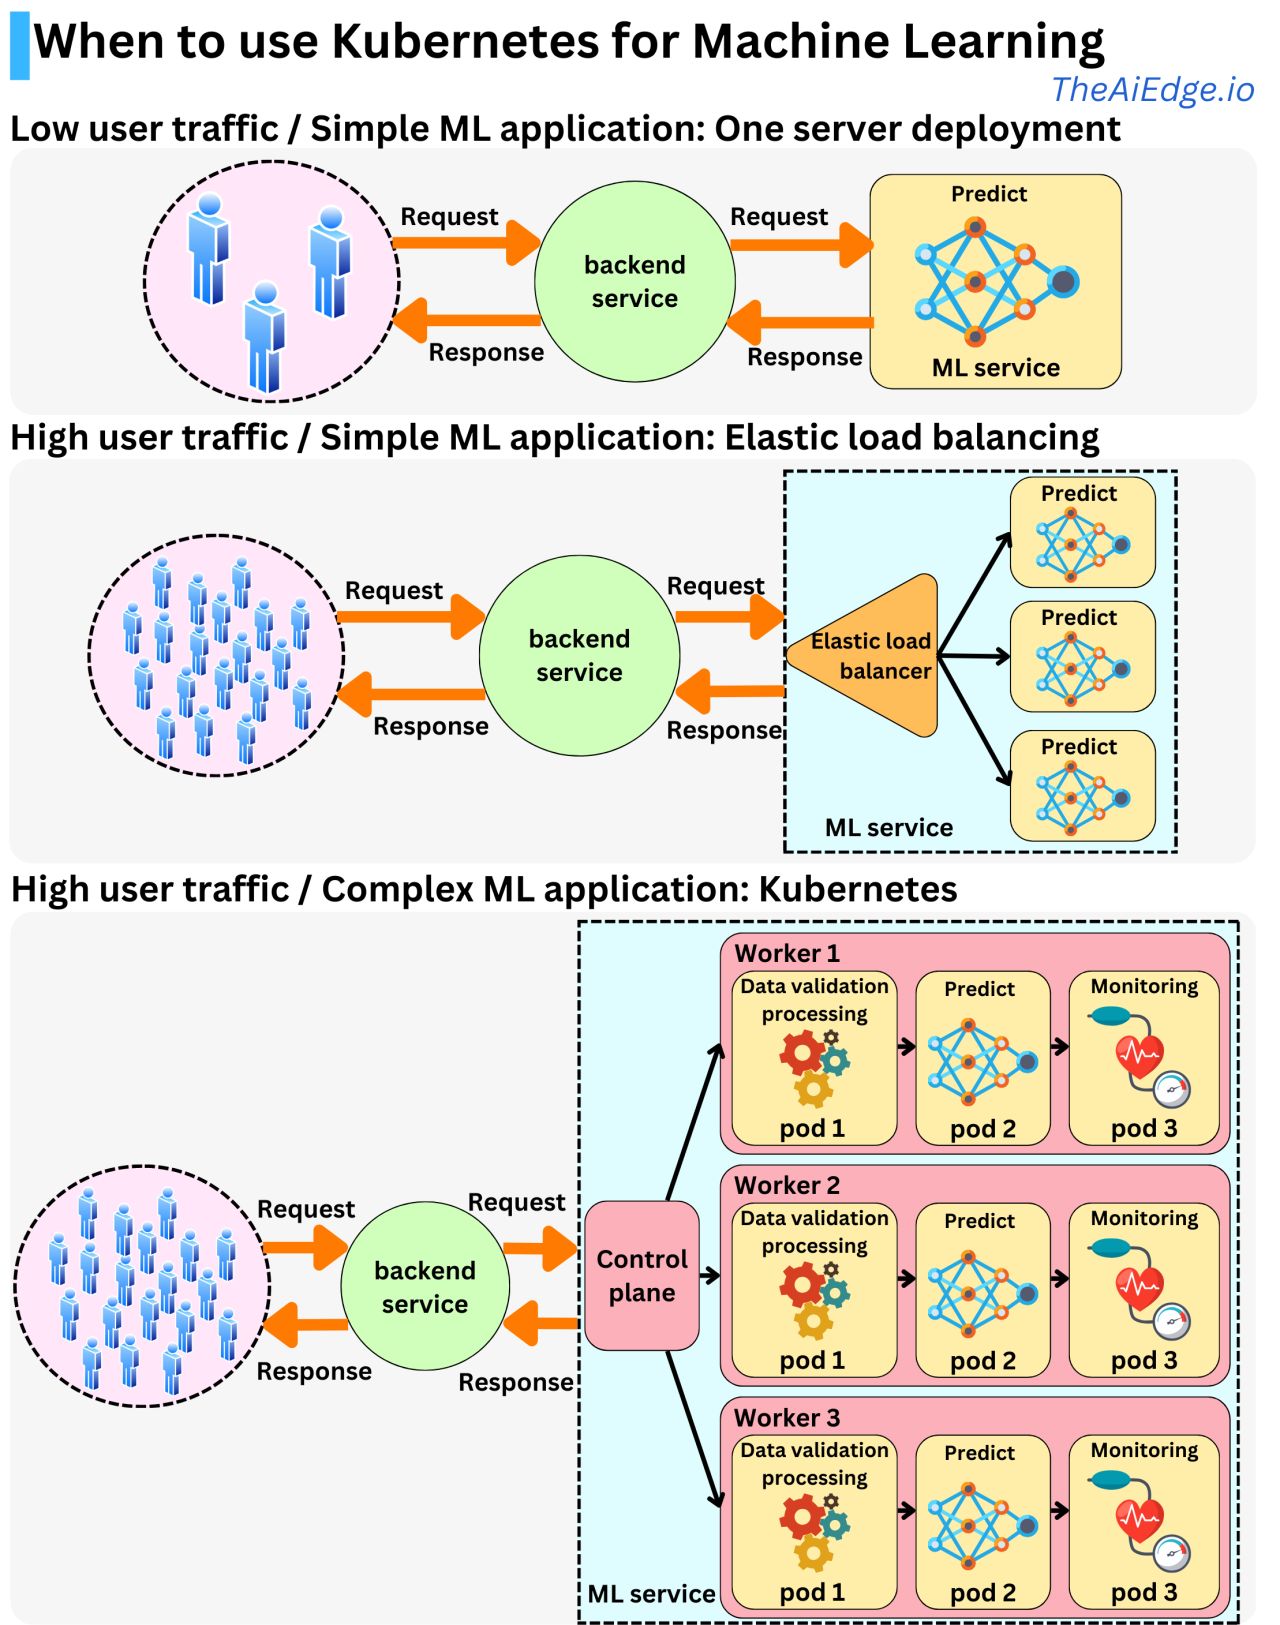 When to use Kubernetes for Machine Learning
TheAiEdge.io
Low user traffic / Simple ML application: One server deployment
Request
backend
service
Response
Request
Response
Predict
ML service
High user traffic / Simple ML application: Elastic load balancing
Request
Response
backend
service
Request
Response
Elastic load
balancer
Predict
Predict
Predict
ML service
High user traffic / Complex ML application: Kubernetes
Request
Response
backend
service
Request
Response
Control
plane
Worker 1
Data validation
processing
pod 1
Predict
pod 2
Monitoring
pod 3
Worker 2
Data validation
processing
pod 1
Predict
pod 2
Monitoring
pod 3
Worker 3
Data validation
processing
pod 1
Predict
pod 2
Monitoring
pod 3
ML service